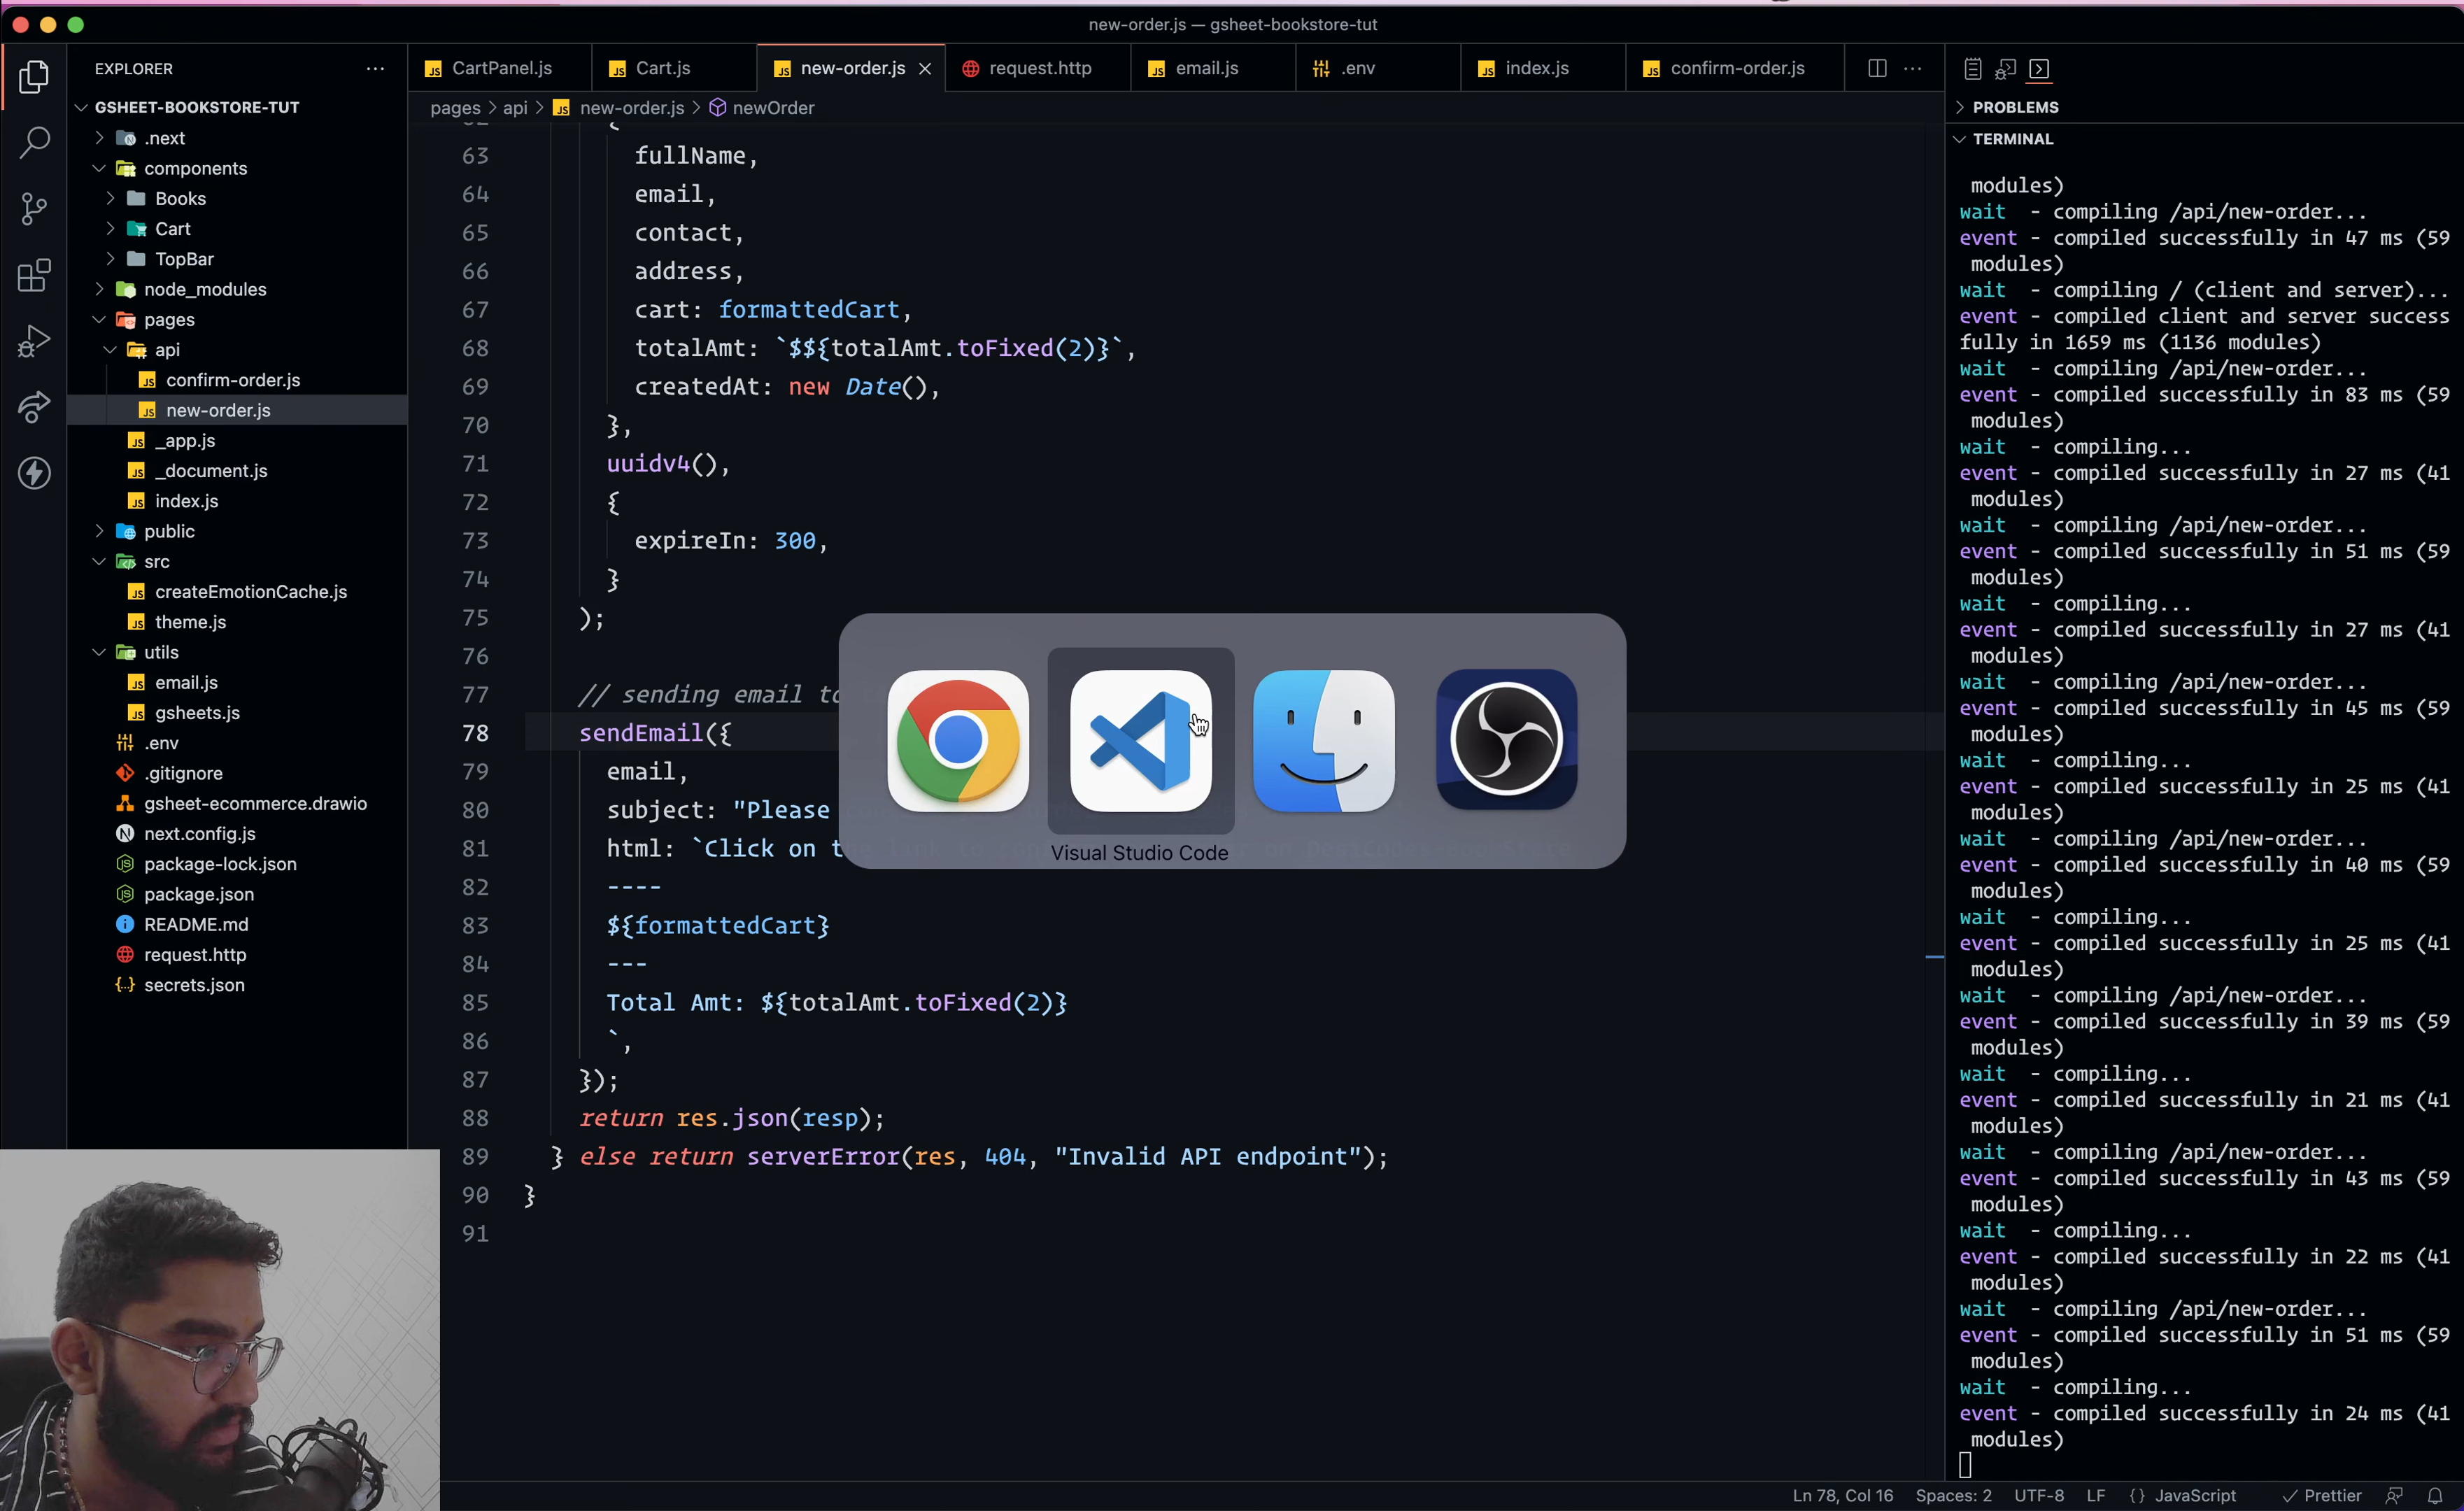 new-order.js — gsheet-bookstore-tut
EXPLORER
GSHEET-BOOKSTORE-TUT
.next
components
Books
Cart
TopBar
node_modules
pages
api
confirm-order.js
new-order.js
_app.js
_document.js
index.js
public
src
createEmotionCache.js
theme.js
utils
email.js
gsheets.js
.env
.gitignore
gsheet-ecommerce.drawio
next.config.js
package-lock.json
package.json
README.md
request.http
secrets.json
CartPanel.js
Cart.js
new-order.js
request.http
email.js
.env
index.js
confirm-order.js
pages > api > JS new-order.js > newOrder
62 {
63 fullName,
64 email,
65 contact,
66 address,
67 cart: formattedCart,
68 totalAmt: `$${totalAmt.toFixed(2)}`,
69 createdAt: new Date(),
70 },
71 uuidv4(),
72 {
73 expireIn: 300,
74 }
75 );
76
77 // sending email to
78 sendEmail({
79 email,
80 subject: "Please
81 html: `Click on the
82 ----
83 ${formattedCart}
84 ---
85 Total Amt: ${totalAmt.toFixed(2)}
86 `,
87 });
88 return res.json(resp);
89 } else return serverError(res, 404, "Invalid API endpoint");
90 }
91
Visual Studio Code
PROBLEMS
TERMINAL
modules)
wait - compiling /api/new-order...
event - compiled successfully in 47 ms (59
modules)
wait - compiling / (client and server)...
event - compiled client and server success
fully in 1659 ms (1136 modules)
wait - compiling /api/new-order...
event - compiled successfully in 83 ms (59
modules)
wait - compiling...
event - compiled successfully in 27 ms (41
modules)
wait - compiling /api/new-order...
event - compiled successfully in 51 ms (59
modules)
wait - compiling...
event - compiled successfully in 27 ms (41
modules)
wait - compiling /api/new-order...
event - compiled successfully in 45 ms (59
modules)
wait - compiling...
event - compiled successfully in 25 ms (41
modules)
wait - compiling /api/new-order...
event - compiled successfully in 40 ms (59
modules)
wait - compiling...
event - compiled successfully in 25 ms (41
modules)
wait - compiling /api/new-order...
event - compiled successfully in 39 ms (59
modules)
wait - compiling...
event - compiled successfully in 21 ms (41
modules)
wait - compiling /api/new-order...
event - compiled successfully in 43 ms (59
modules)
wait - compiling...
event - compiled successfully in 22 ms (41
modules)
wait - compiling /api/new-order...
event - compiled successfully in 51 ms (59
modules)
wait - compiling...
event - compiled successfully in 24 ms (41
modules)
Ln 78, Col 16 Spaces: 2 UTF-8 LF {} JavaScript Prettier